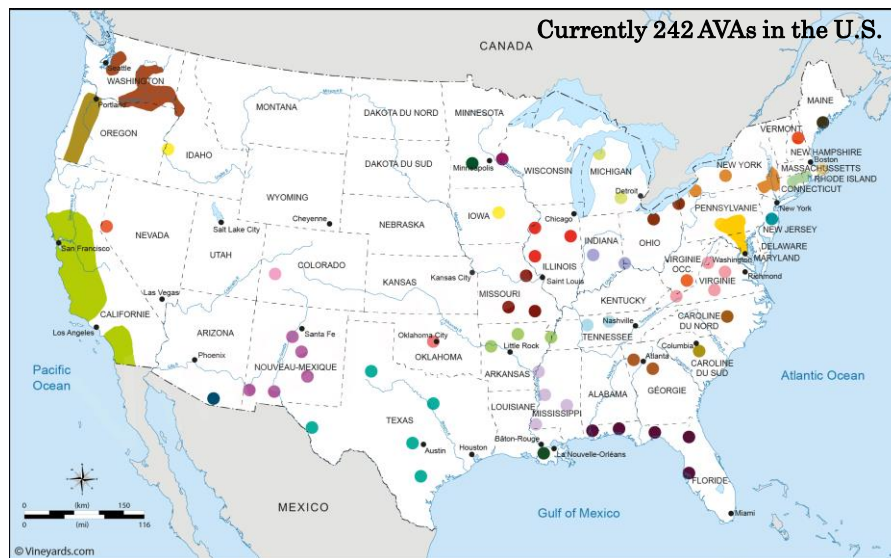 Currently 242 AVAs in the U.S.
CANADA
Seattle
WASHINGTON
Portland
OREGON
IDAHO
MONTANA
DAKOTA DU NORD
MINNESOTA
Minneapolis
DAKOTA DU SUD
WISCONSIN
MICHIGAN
Detroit
MAINE
VERMONT
NEW HAMPSHIRE
Boston
MASSACHUSETTS
RHODE ISLAND
CONNECTICUT
NEW YORK
New York
PENNSYLVANIE
NEW JERSEY
DELAWARE
MARYLAND
Washington
WYOMING
Cheyenne
NEBRASKA
IOWA
Chicago
ILLINOIS
INDIANA
OHIO
VIRGINIE
OCC.
VIRGINIE
Richmond
NEVADA
Salt Lake City
UTAH
COLORADO
KANSAS
Kansas City
MISSOURI
Saint Louis
KENTUCKY
San Francisco
CALIFORNIE
Las Vegas
Los Angeles
ARIZONA
Phoenix
Santa Fe
NOUVEAU-MEXIQUE
Oklahoma City
OKLAHOMA
Little Rock
ARKANSAS
Nashville
TENNESSEE
CAROLINE
DU NORD
Columbia
CAROLINE
DU SUD
Atlanta
GÉORGIE
ALABAMA
MISSISSIPPI
LOUISIANE
Bâton-Rouge
La Nouvelle-Orléans
TEXAS
Austin
Houston
FLORIDE
Miami
Pacific
Ocean
Atlantic Ocean
Gulf of Mexico
MEXICO
0 (km) 150
0 (mi) 116
© Vineyards.com